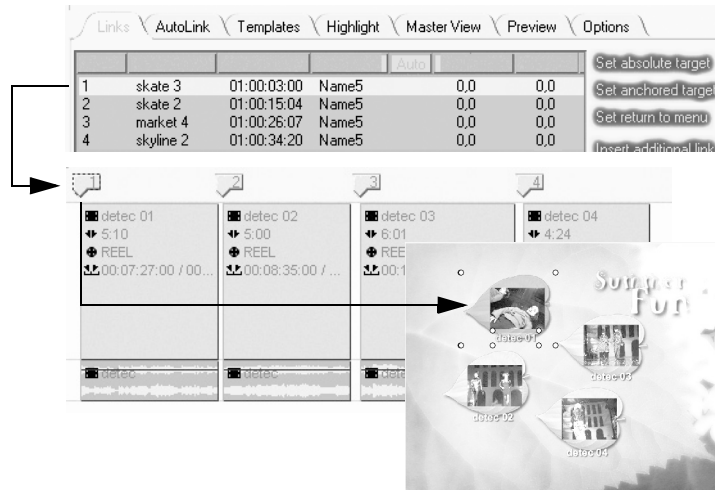 Links AutoLink Templates Highlight Master View Preview Options
Auto
1 skate 3 01:00:03:00 Name5 0,0 0,0
2 skate 2 01:00:15:04 Name5 0,0 0,0
3 market 4 01:00:26:07 Name5 0,0 0,0
4 skyline 2 01:00:34:20 Name5 0,0 0,0
Set absolute target
Set anchored target
Set return to menu
Insert additional link
1 2 3 4
detec 01 detec 02 detec 03 detec 04
5:10 5:00 6:01 4:24
REEL REEL REEL
00:07:27:00 / 00... 00:08:35:00 / ... 00:1
detec detec detec
Summer
Fun
detec 01
detec 03
detec 02
detec 04